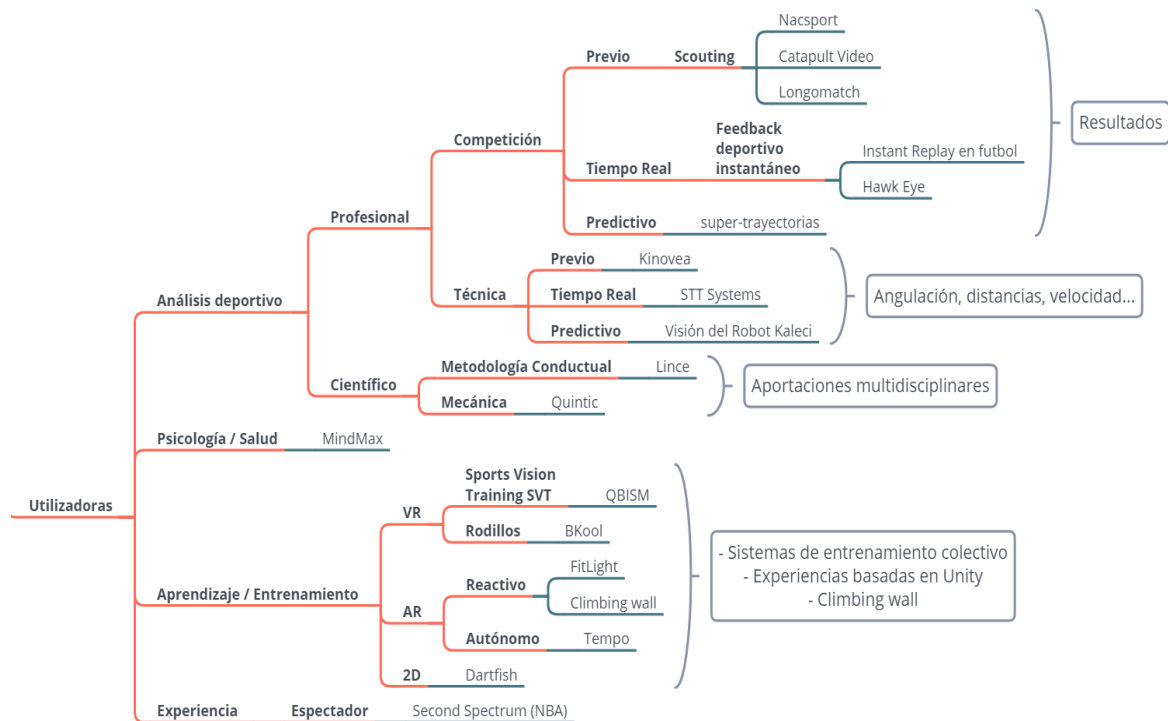 Utilizadoras
Análisis deportivo
Profesional
Competición
Previo
Scouting
Nacsport
Catapult Video
Longomatch
Tiempo Real
Feedback
deportivo
instantáneo
Instant Replay en futbol
Hawk Eye
Predictivo
super-trayectorias
Resultados
Técnica
Previo
Kinovea
Tiempo Real
STT Systems
Predictivo
Visión del Robot Kaleci
Angulación, distancias, velocidad...
Científico
Metodología Conductual
Lince
Mecánica
Quintic
Aportaciones multidisciplinares
Psicología / Salud
MindMax
Aprendizaje / Entrenamiento
VR
Sports Vision
Training SVT
QBISM
Rodillos
BKool
AR
Reactivo
FitLight
Climbing wall
Autónomo
Tempo
2D
Dartfish
- Sistemas de entrenamiento colectivo
- Experiencias basadas en Unity
- Climbing wall
Experiencia
Espectador
Second Spectrum (NBA)